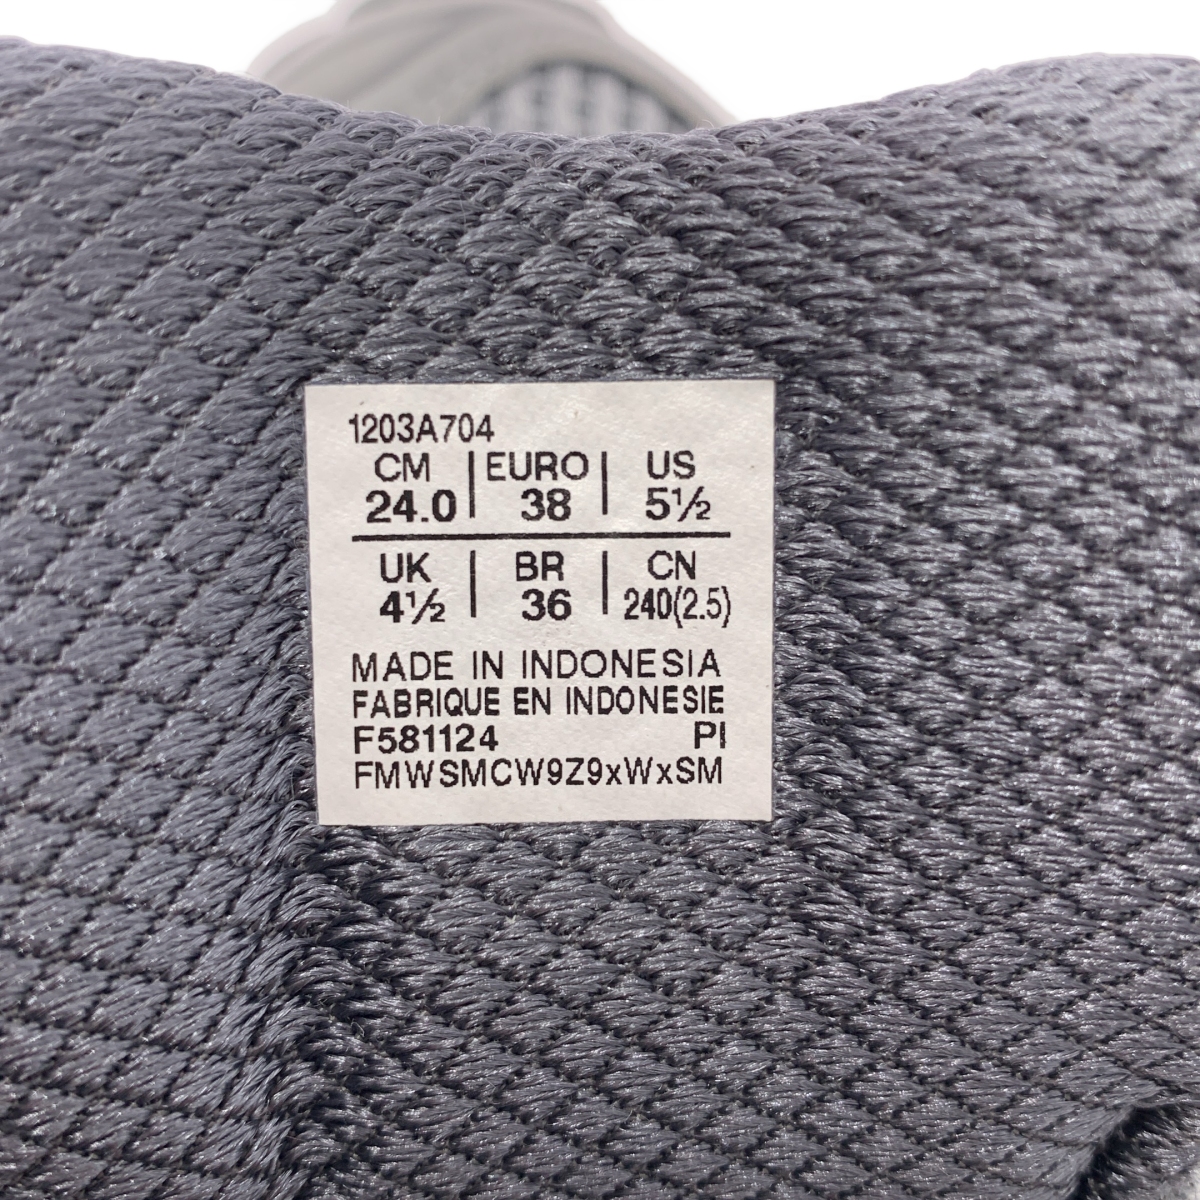 1203A704
CM | EURO | US
24.0 | 38 | 5½
UK | BR | CN
4½ | 36 | 240(2.5)
MADE IN INDONESIA
FABRIQUE EN INDONESIE
F581124 PI
FMWSMCW9Z9xWxSM